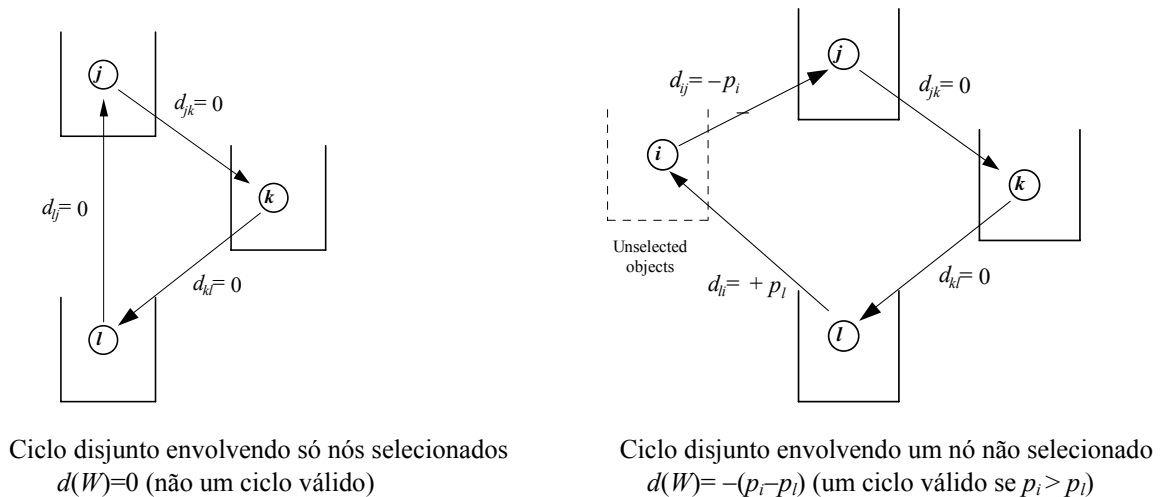 j
d_jk= 0
k
d_lj= 0
d_kl= 0
l
Ciclo disjunto envolvendo só nós selecionados
d(W)=0 (não um ciclo válido)
j
d_ij= –p_i
d_jk= 0
i
k
Unselected
objects
d_li= + p_l
d_kl= 0
l
Ciclo disjunto envolvendo um nó não selecionado
d(W)= –(p_i–p_l) (um ciclo válido se p_i > p_l)